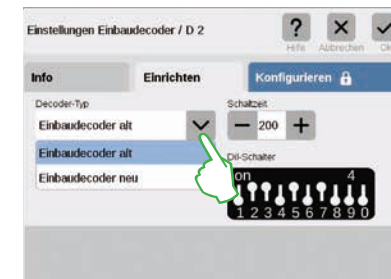 Einstellungen Einbaudecoder / D 2
?
Hilfe Abbrechen
Info Einrichten Konfigurieren
Decoder-Typ Schaltzeit
Einbaudecoder alt 200
Einbaudecoder alt Dil-Schalter
Einbaudecoder neu on 4
1 2 3 4 5 6 7 8 9 0